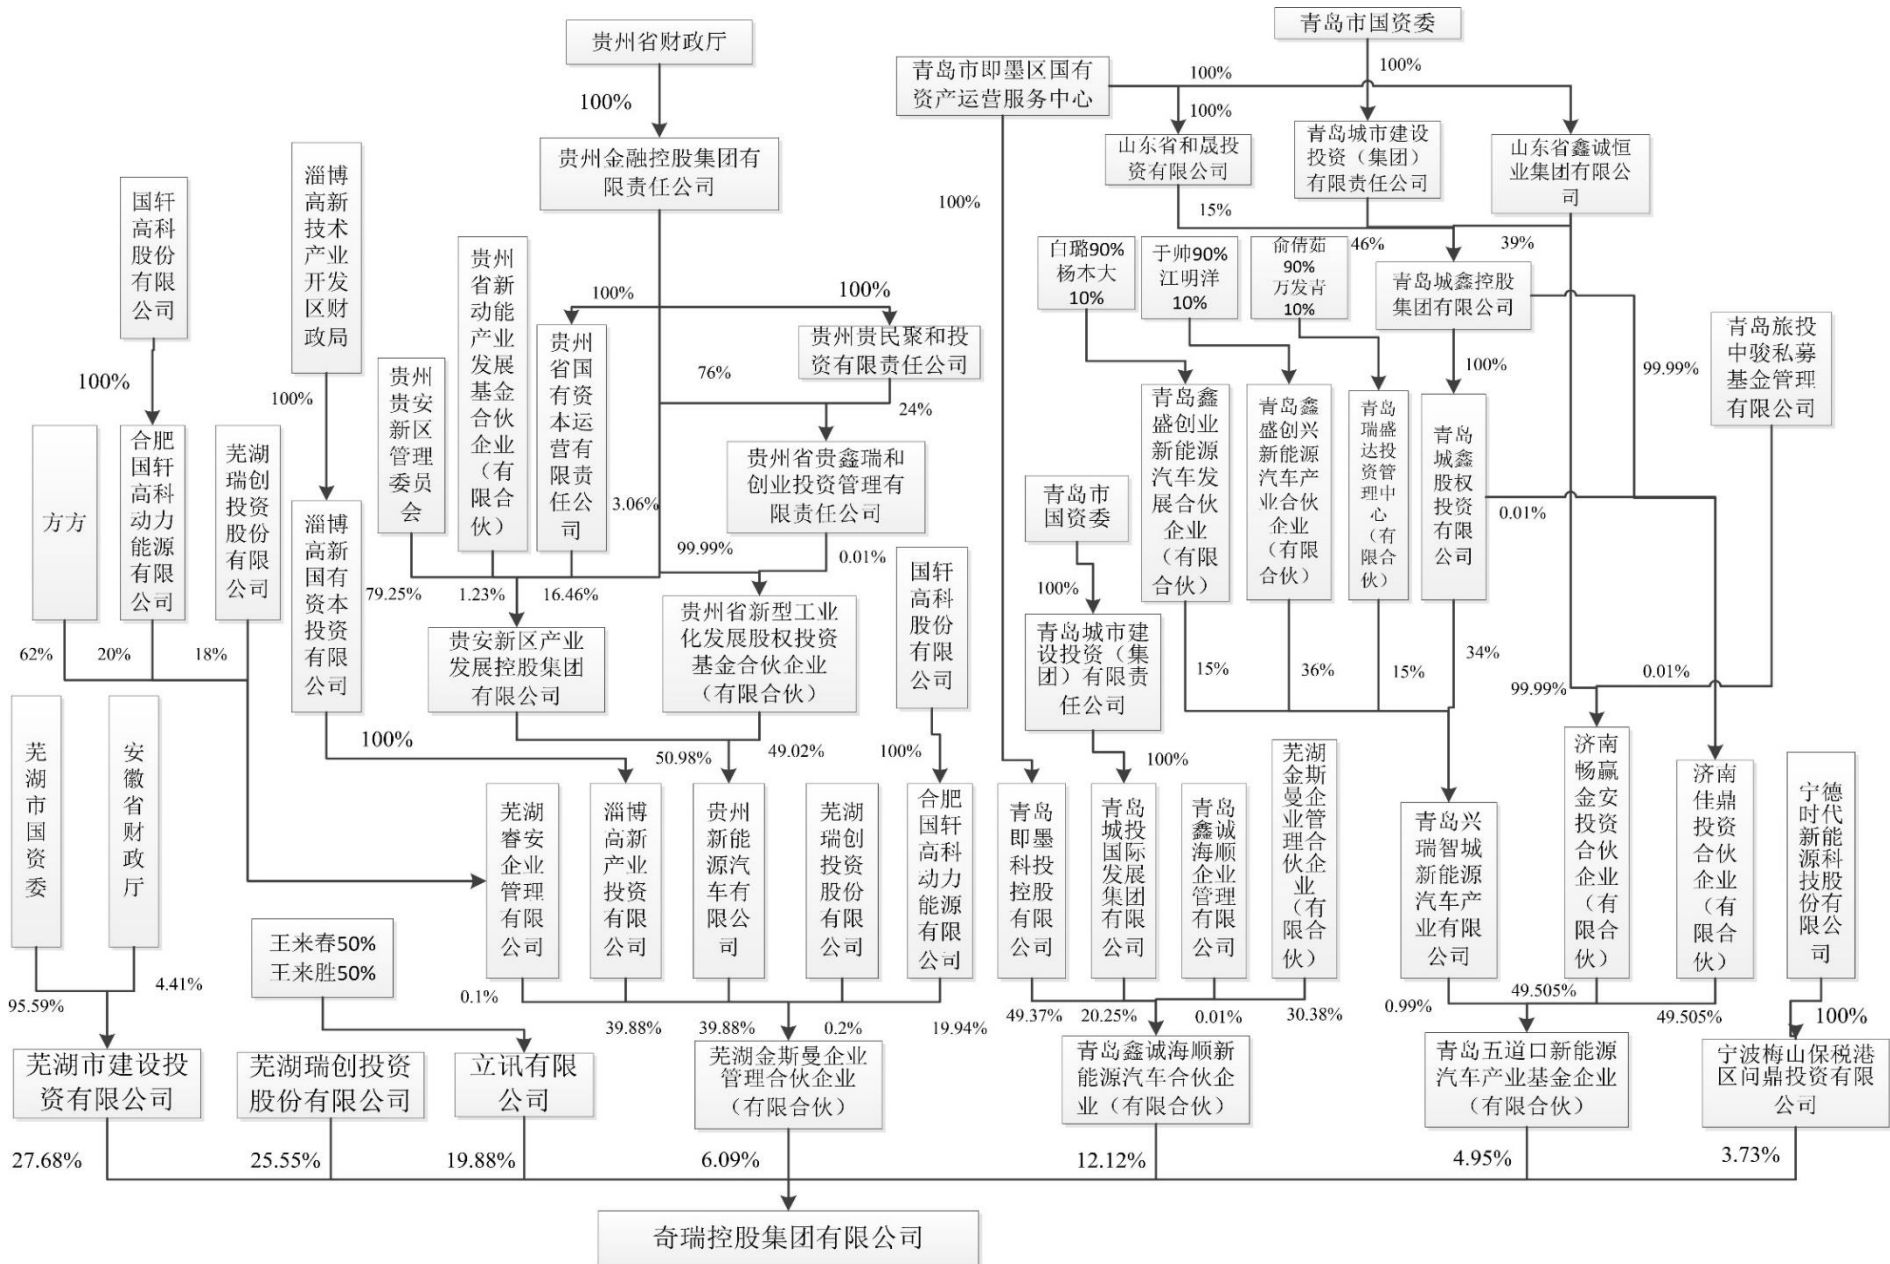 贵州省财政厅
100%
贵州金融控股集团有
限责任公司
青岛市国资委
100%
青岛市即墨区国有
资产运营服务中心
100%
100%
100%
山东省和晟投
资有限公司
青岛城市建设
投资（集团）
有限责任公司
山东省鑫诚恒
业集团有限公
司
15%
46%
39%
国轩
高科
股份
有限
公司
100%
淄博
高新
技术
产业
开发
区财
政局
100%
贵州
贵安
新区
管理
委员
会
贵州
省新
动能
产业
发展
基金
合伙
企业
（有
限合
伙）
100%
贵州
省国
有资
本运
营有
限责
任公
司
100%
贵州贵民聚和投
资有限责任公司
76%
24%
贵州省贵鑫瑞和
创业投资管理有
限责任公司
3.06%
99.99%
0.01%
79.25%
1.23%
16.46%
白璐90%
杨木大
10%
于帅90%
江明洋
10%
俞倩茹
90%
万发青
10%
青岛城鑫控股
集团有限公司
100%
99.99%
青岛旅投
中骏私募
基金管理
有限公司
方方
合肥
国轩
高科
动力
能源
有限
公司
芜湖
瑞创
投资
股份
有限
公司
62%
20%
18%
淄博
高新
国有
资本
投资
有限
公司
100%
贵安新区产业
发展控股集团
有限公司
贵州省新型工业
化发展股权投资
基金合伙企业
（有限合伙）
50.98%
49.02%
国轩
高科
股份
有限
公司
100%
青岛市
国资委
100%
青岛城市建
设投资（集
团）有限责
任公司
100%
青岛鑫
盛创业
新能源
汽车发
展合伙
企业
（有限
合伙）
青岛鑫
盛创兴
新能源
汽车产
业合伙
企业
（有限
合伙）
青岛
瑞盛
达投
资管
理中
心
（有
限合
伙）
青岛
城鑫
股权
投资
有限
公司
0.01%
15%
36%
15%
34%
99.99%
0.01%
芜
湖
市
国
资
委
安
徽
省
财
政
厅
95.59%
4.41%
王来春50%
王来胜50%
芜湖
睿安
企业
管理
有限
公司
淄博
高新
产业
投资
有限
公司
贵州
新能
源汽
车有
限公
司
芜湖
瑞创
投资
股份
有限
公司
合肥
国轩
高科
动力
能源
有限
公司
0.1%
39.88%
39.88%
0.2%
19.94%
青岛
即墨
科投
控股
有限
公司
青岛
城投
国际
发展
集团
有限
公司
青岛
鑫诚
海顺
企业
管理
有限
公司
芜湖
金斯
曼企
业管
理合
伙企
业
（有
限合
伙）
49.37%
20.25%
0.01%
30.38%
青岛兴
瑞智城
新能源
汽车产
业有限
公司
济南
畅赢
金安
投资
合伙
企业
（有
限合
伙）
济南
佳鼎
投资
合伙
企业
（有
限合
伙）
宁德
时代
新能
源科
技股
份有
限公
司
0.99%
49.505%
49.505%
100%
芜湖市建设投
资有限公司
芜湖瑞创投资
股份有限公司
立讯有限
公司
芜湖金斯曼企业
管理合伙企业
（有限合伙）
青岛鑫诚海顺新
能源汽车合伙企
业（有限合伙）
青岛五道口新能源
汽车产业基金企业
（有限合伙）
宁波梅山保税港
区问鼎投资有限
公司
27.68%
25.55%
19.88%
6.09%
12.12%
4.95%
3.73%
奇瑞控股集团有限公司